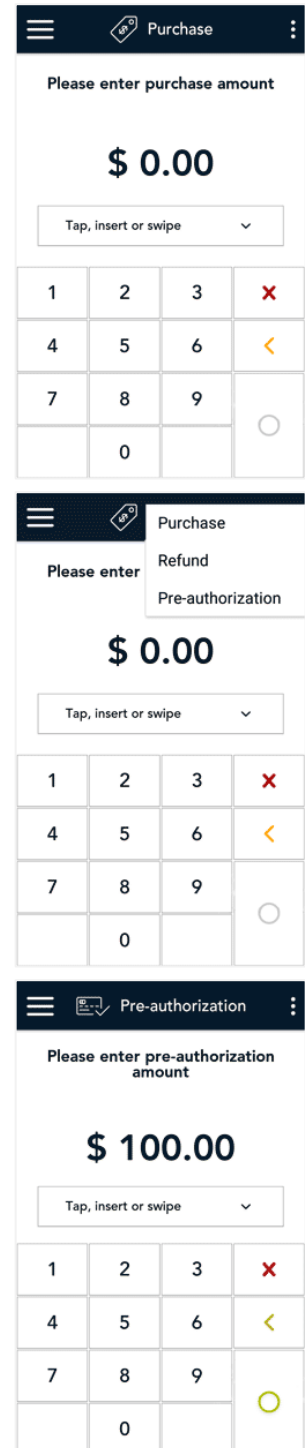 Purchase
Please enter purchase amount
$ 0.00
Tap, insert or swipe
1 2 3
4 5 6
7 8 9
0
Purchase
Refund
Pre-authorization
Please enter
$ 0.00
Tap, insert or swipe
1 2 3
4 5 6
7 8 9
0
Pre-authorization
Please enter pre-authorization
amount
$ 100.00
Tap, insert or swipe
1 2 3
4 5 6
7 8 9
0